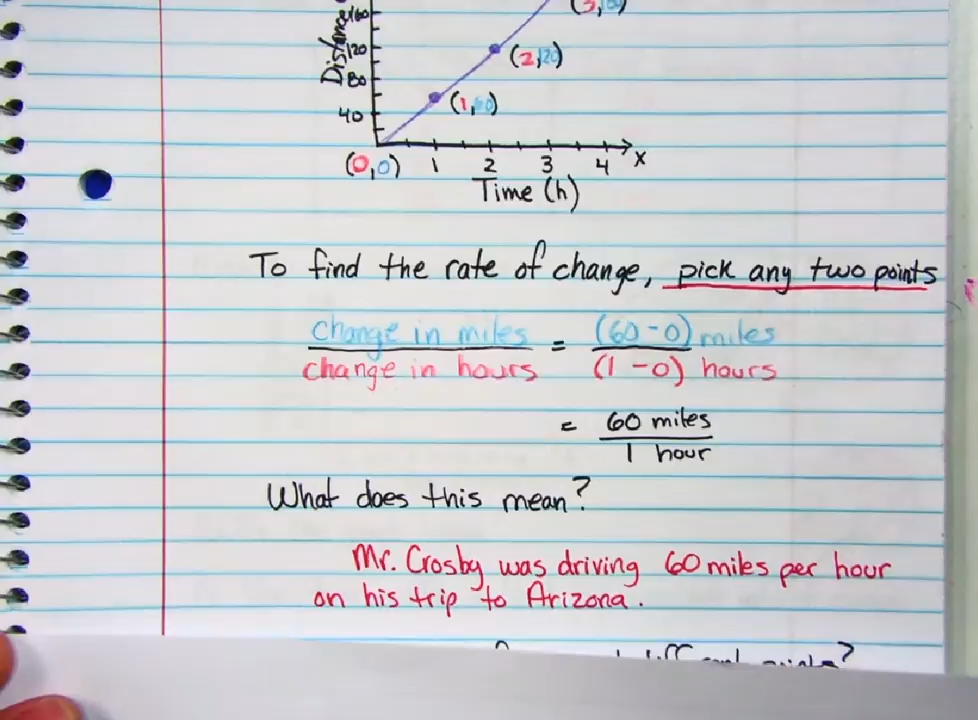 160
Distance
120
(2,120)
80
(1,60)
40
(0,0) 1 2 3 4 x
Time (h)
To find the rate of change, pick any two points
change in miles = (60-0) miles
change in hours (1-0) hours
= 60 miles
1 hour
What does this mean?
Mr. Crosby was driving 60 miles per hour
on his trip to Arizona.